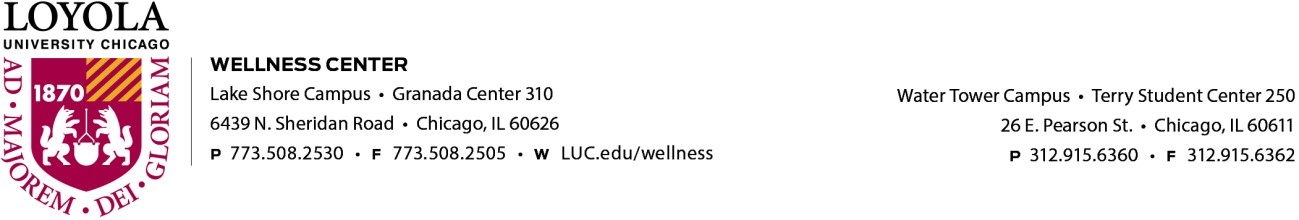 LOYOLA
UNIVERSITY CHICAGO
AD • MAJOREM • DEI • GLORIAM
1870
WELLNESS CENTER
Lake Shore Campus • Granada Center 310
6439 N. Sheridan Road • Chicago, IL 60626
P 773.508.2530 • F 773.508.2505 • W LUC.edu/wellness
Water Tower Campus • Terry Student Center 250
26 E. Pearson St. • Chicago, IL 60611
P 312.915.6360 • F 312.915.6362